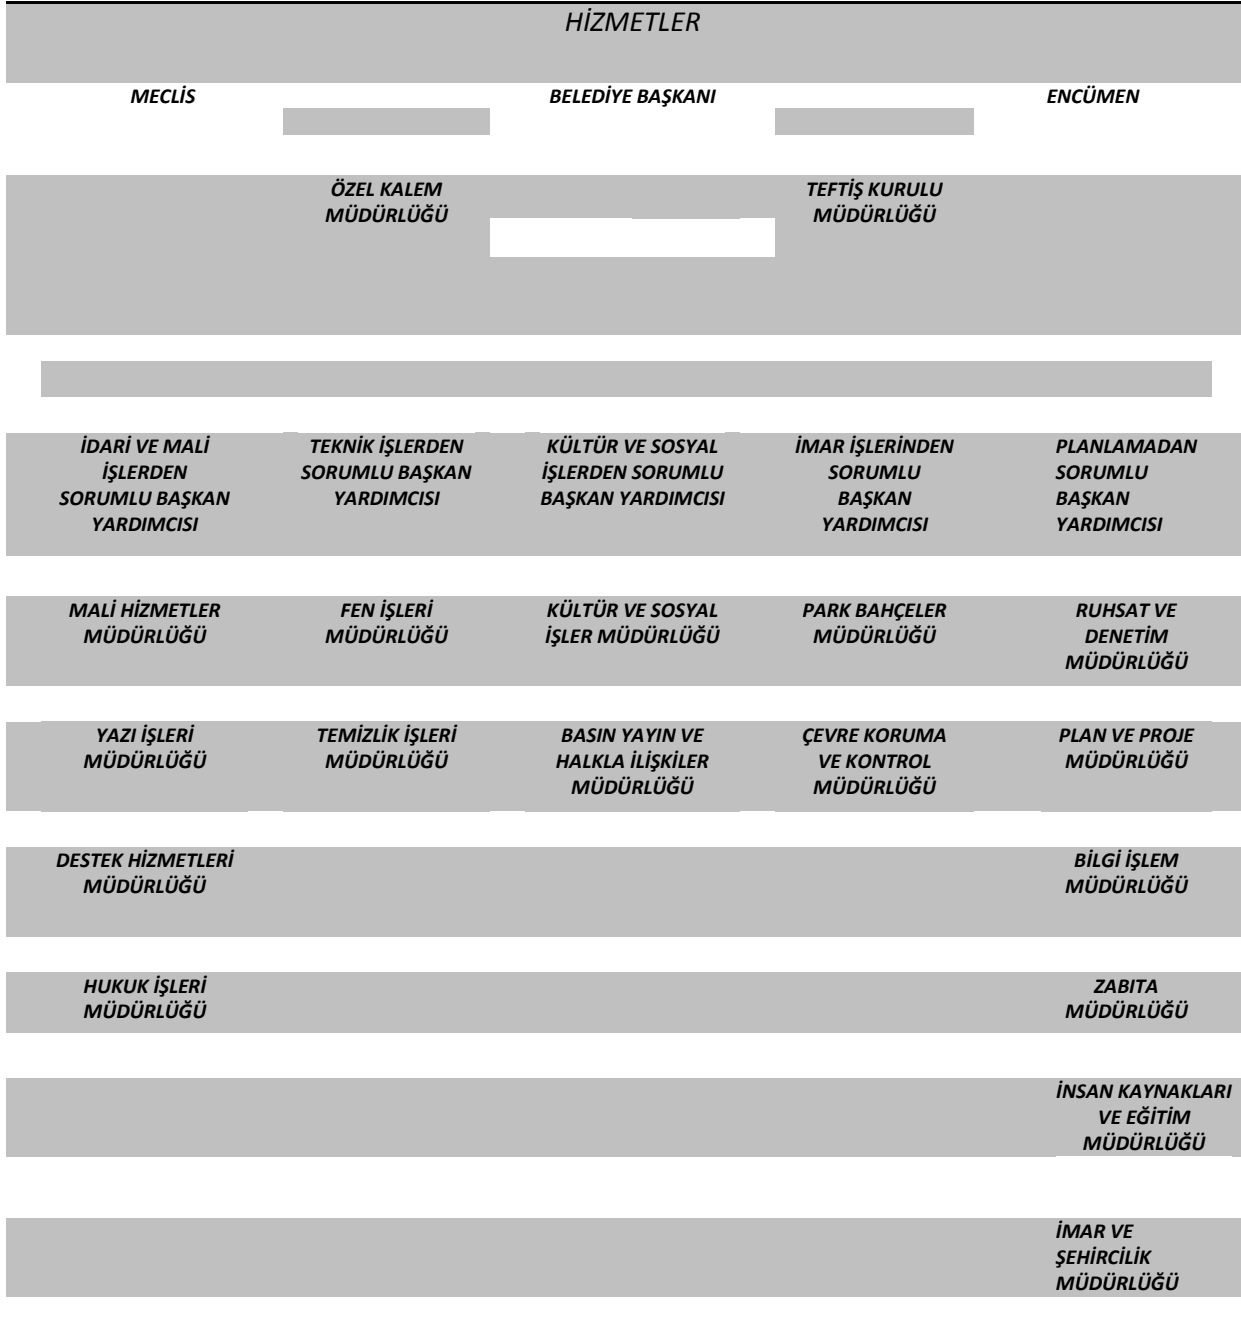 HİZMETLER
MECLİS
BELEDİYE BAŞKANI
ENCÜMEN
ÖZEL KALEM
MÜDÜRLÜĞÜ
TEFTİŞ KURULU
MÜDÜRLÜĞÜ
İDARİ VE MALİ
İŞLERDEN
SORUMLU BAŞKAN
YARDIMCISI
TEKNİK İŞLERDEN
SORUMLU BAŞKAN
YARDIMCISI
KÜLTÜR VE SOSYAL
İŞLERDEN SORUMLU
BAŞKAN YARDIMCISI
İMAR İŞLERİNDEN
SORUMLU
BAŞKAN
YARDIMCISI
PLANLAMADAN
SORUMLU
BAŞKAN
YARDIMCISI
MALİ HİZMETLER
MÜDÜRLÜĞÜ
FEN İŞLERİ
MÜDÜRLÜĞÜ
KÜLTÜR VE SOSYAL
İŞLER MÜDÜRLÜĞÜ
PARK BAHÇELER
MÜDÜRLÜĞÜ
RUHSAT VE
DENETİM
MÜDÜRLÜĞÜ
YAZI İŞLERİ
MÜDÜRLÜĞÜ
TEMİZLİK İŞLERİ
MÜDÜRLÜĞÜ
BASIN YAYIN VE
HALKLA İLİŞKİLER
MÜDÜRLÜĞÜ
ÇEVRE KORUMA
VE KONTROL
MÜDÜRLÜĞÜ
PLAN VE PROJE
MÜDÜRLÜĞÜ
DESTEK HİZMETLERİ
MÜDÜRLÜĞÜ
BİLGİ İŞLEM
MÜDÜRLÜĞÜ
HUKUK İŞLERİ
MÜDÜRLÜĞÜ
ZABITA
MÜDÜRLÜĞÜ
İNSAN KAYNAKLARI
VE EĞİTİM
MÜDÜRLÜĞÜ
İMAR VE
ŞEHİRCİLİK
MÜDÜRLÜĞÜ